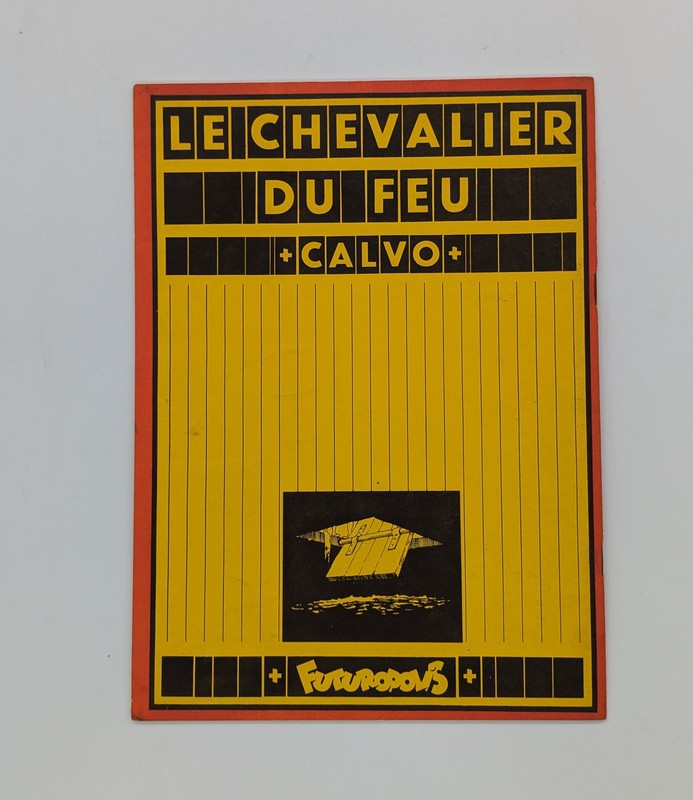 LE CHEVALIER
DU FEU
+CALVO+
+ FUTUROPOLIS +